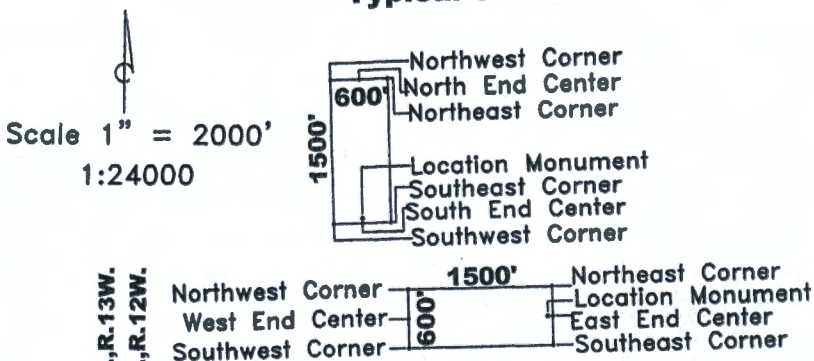 Northwest Corner
North End Center
600'
Northeast Corner
Scale 1" = 2000'
1:24000
1500'
Location Monument
Southeast Corner
South End Center
Southwest Corner
,R.13W.
,R.12W.
Northwest Corner
West End Center
Southwest Corner
1500'
600'
Northeast Corner
Location Monument
East End Center
Southeast Corner